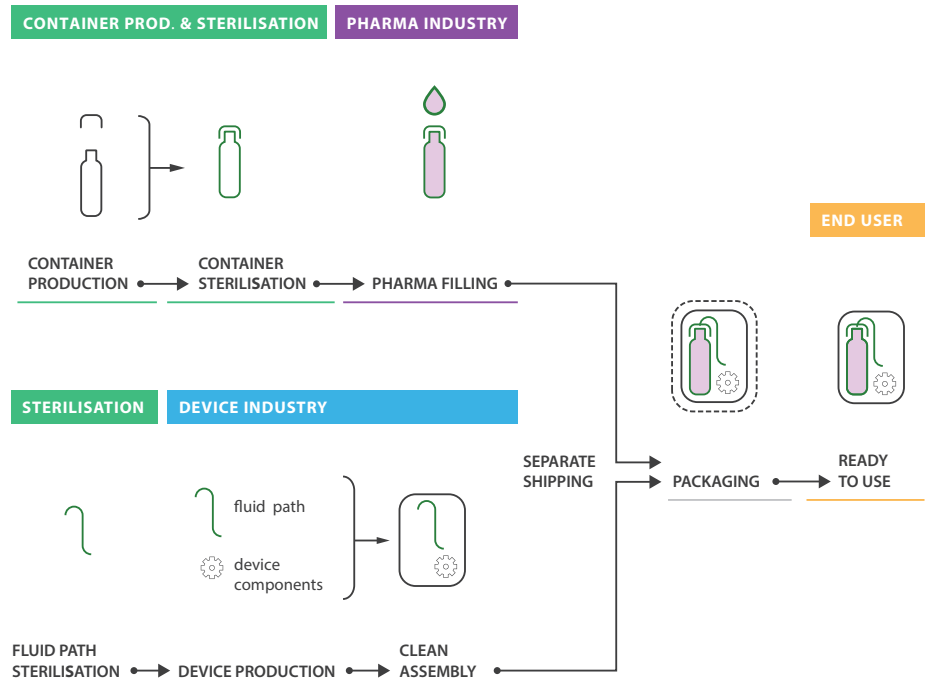 CONTAINER PROD. & STERILISATION
PHARMA INDUSTRY
END USER
CONTAINER
PRODUCTION
CONTAINER
STERILISATION
PHARMA FILLING
STERILISATION
DEVICE INDUSTRY
SEPARATE
SHIPPING
PACKAGING
READY
TO USE
fluid path
device
components
FLUID PATH
STERILISATION
DEVICE PRODUCTION
CLEAN
ASSEMBLY